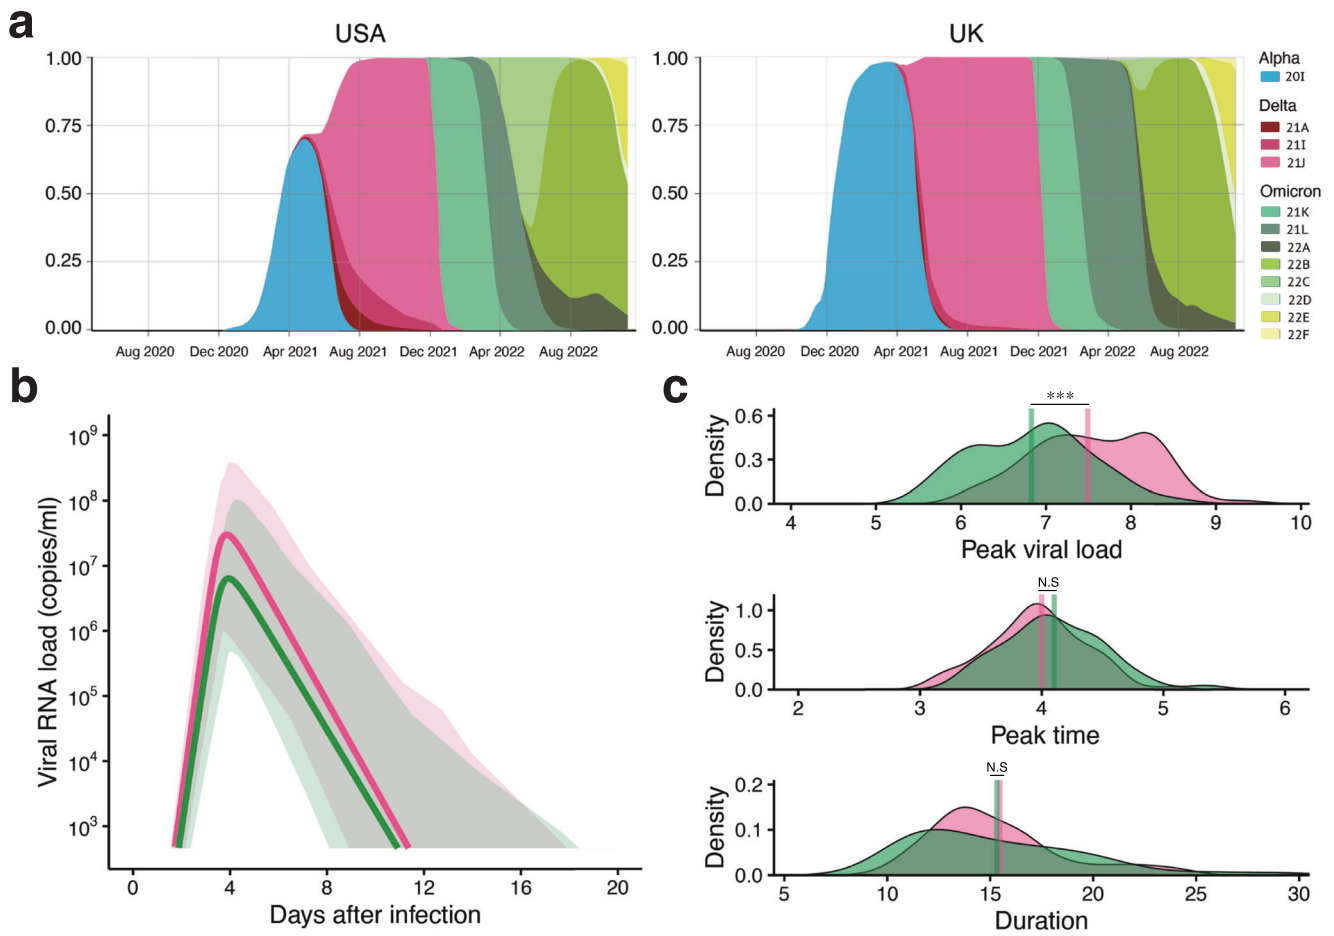 a
USA
1.00
0.75
0.50
0.25
0.00
Aug 2020 Dec 2020 Apr 2021 Aug 2021 Dec 2021 Apr 2022 Aug 2022
UK
1.00
0.75
0.50
0.25
0.00
Aug 2020 Dec 2020 Apr 2021 Aug 2021 Dec 2021 Apr 2022 Aug 2022
Alpha
20I
Delta
21A
21I
21J
Omicron
21K
21L
22A
22B
22C
22D
22E
22F
b
Viral RNA load (copies/ml)
10⁹
10⁸
10⁷
10⁶
10⁵
10⁴
10³
0 4 8 12 16 20
Days after infection
c
***
Density
0.6
0.3
0.0
4 5 6 7 8 9 10
Peak viral load
N.S
Density
1.0
0.5
0.0
2 3 4 5 6
Peak time
N.S
Density
0.2
0.1
0.0
5 10 15 20 25 30
Duration